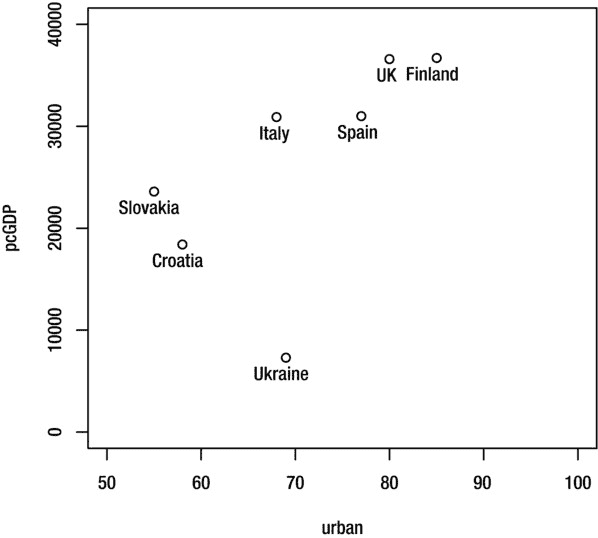 40000
UK Finland
30000
Italy
Spain
Slovakia
20000
Croatia
10000
Ukraine
0
pcGDP
50 60 70 80 90 100
urban